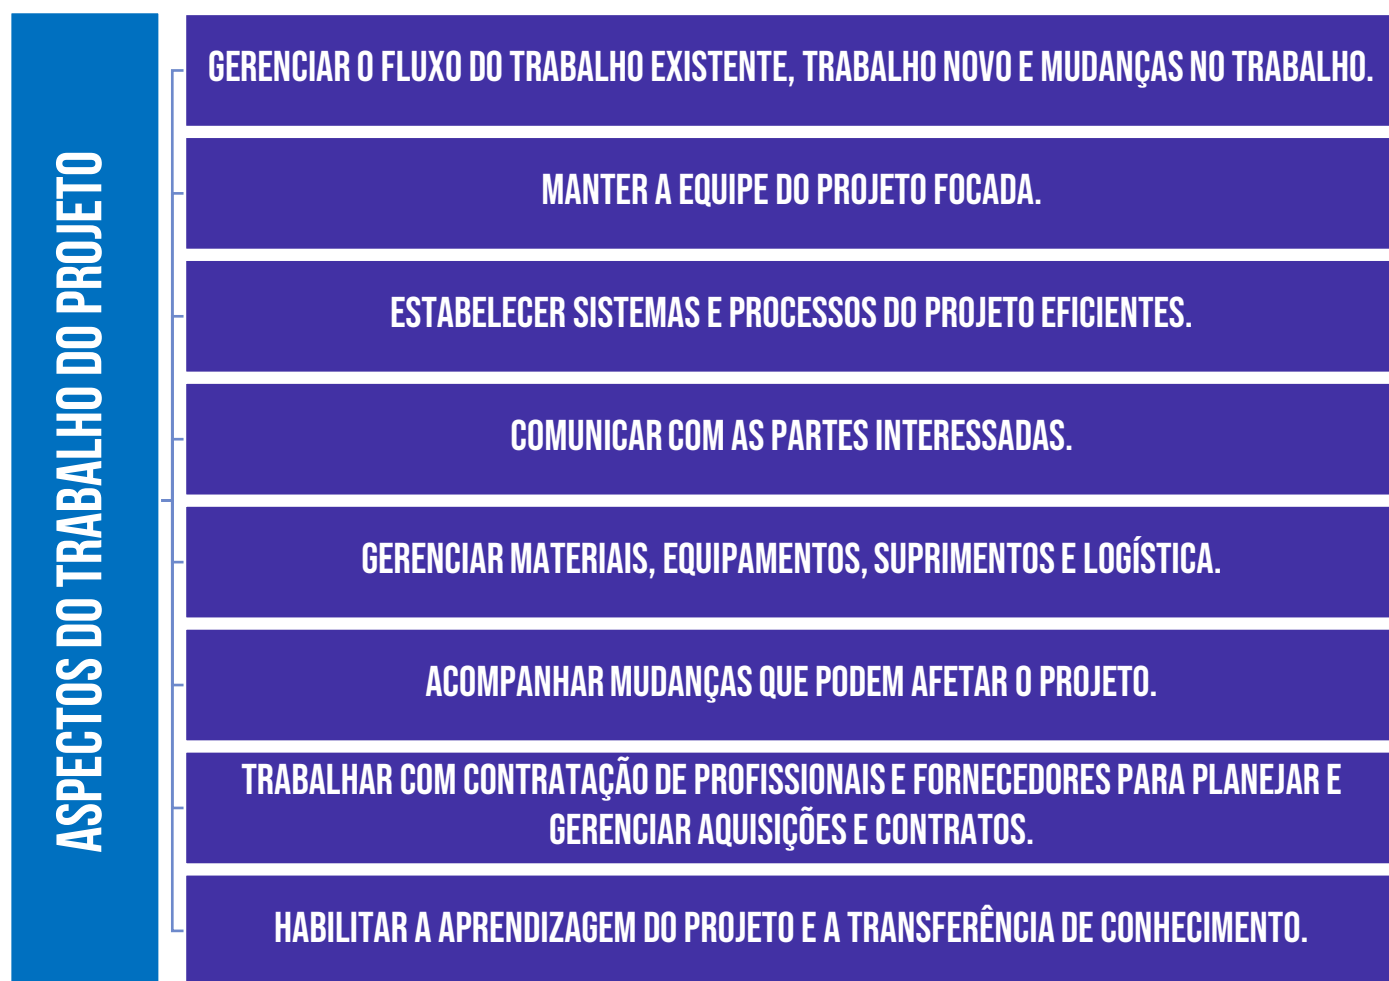 ASPECTOS DO TRABALHO DO PROJETO
GERENCIAR O FLUXO DO TRABALHO EXISTENTE, TRABALHO NOVO E MUDANÇAS NO TRABALHO.
MANTER A EQUIPE DO PROJETO FOCADA.
ESTABELECER SISTEMAS E PROCESSOS DO PROJETO EFICIENTES.
COMUNICAR COM AS PARTES INTERESSADAS.
GERENCIAR MATERIAIS, EQUIPAMENTOS, SUPRIMENTOS E LOGÍSTICA.
ACOMPANHAR MUDANÇAS QUE PODEM AFETAR O PROJETO.
TRABALHAR COM CONTRATAÇÃO DE PROFISSIONAIS E FORNECEDORES PARA PLANEJAR E
GERENCIAR AQUISIÇÕES E CONTRATOS.
HABILITAR A APRENDIZAGEM DO PROJETO E A TRANSFERÊNCIA DE CONHECIMENTO.